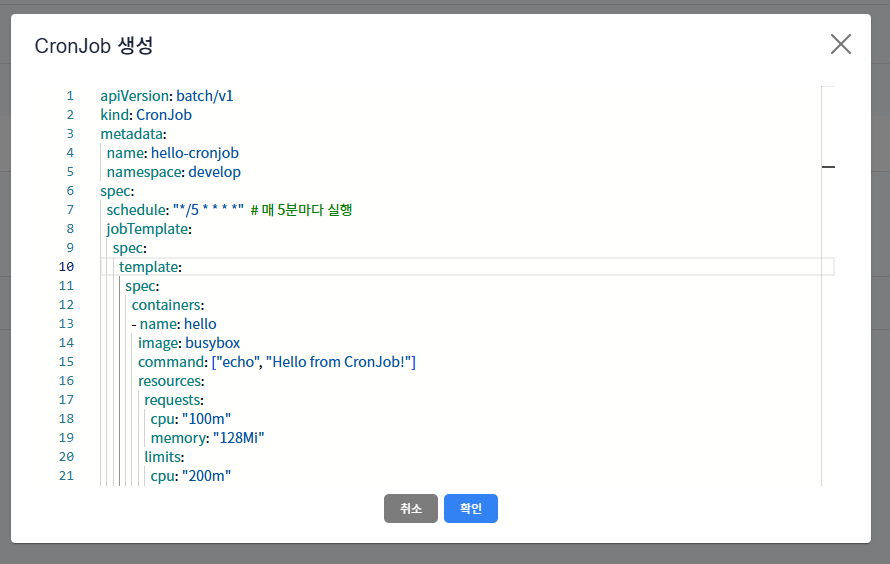 CronJob 생성
1 apiVersion: batch/v1
2 kind: CronJob
3 metadata:
4 name: hello-cronjob
5 namespace: develop
6 spec:
7 schedule: "*/5 * * * *" # 매 5분마다 실행
8 jobTemplate:
9 spec:
10 template:
11 spec:
12 containers:
13 - name: hello
14 image: busybox
15 command: ["echo", "Hello from CronJob!"]
16 resources:
17 requests:
18 cpu: "100m"
19 memory: "128Mi"
20 limits:
21 cpu: "200m"
취소 확인